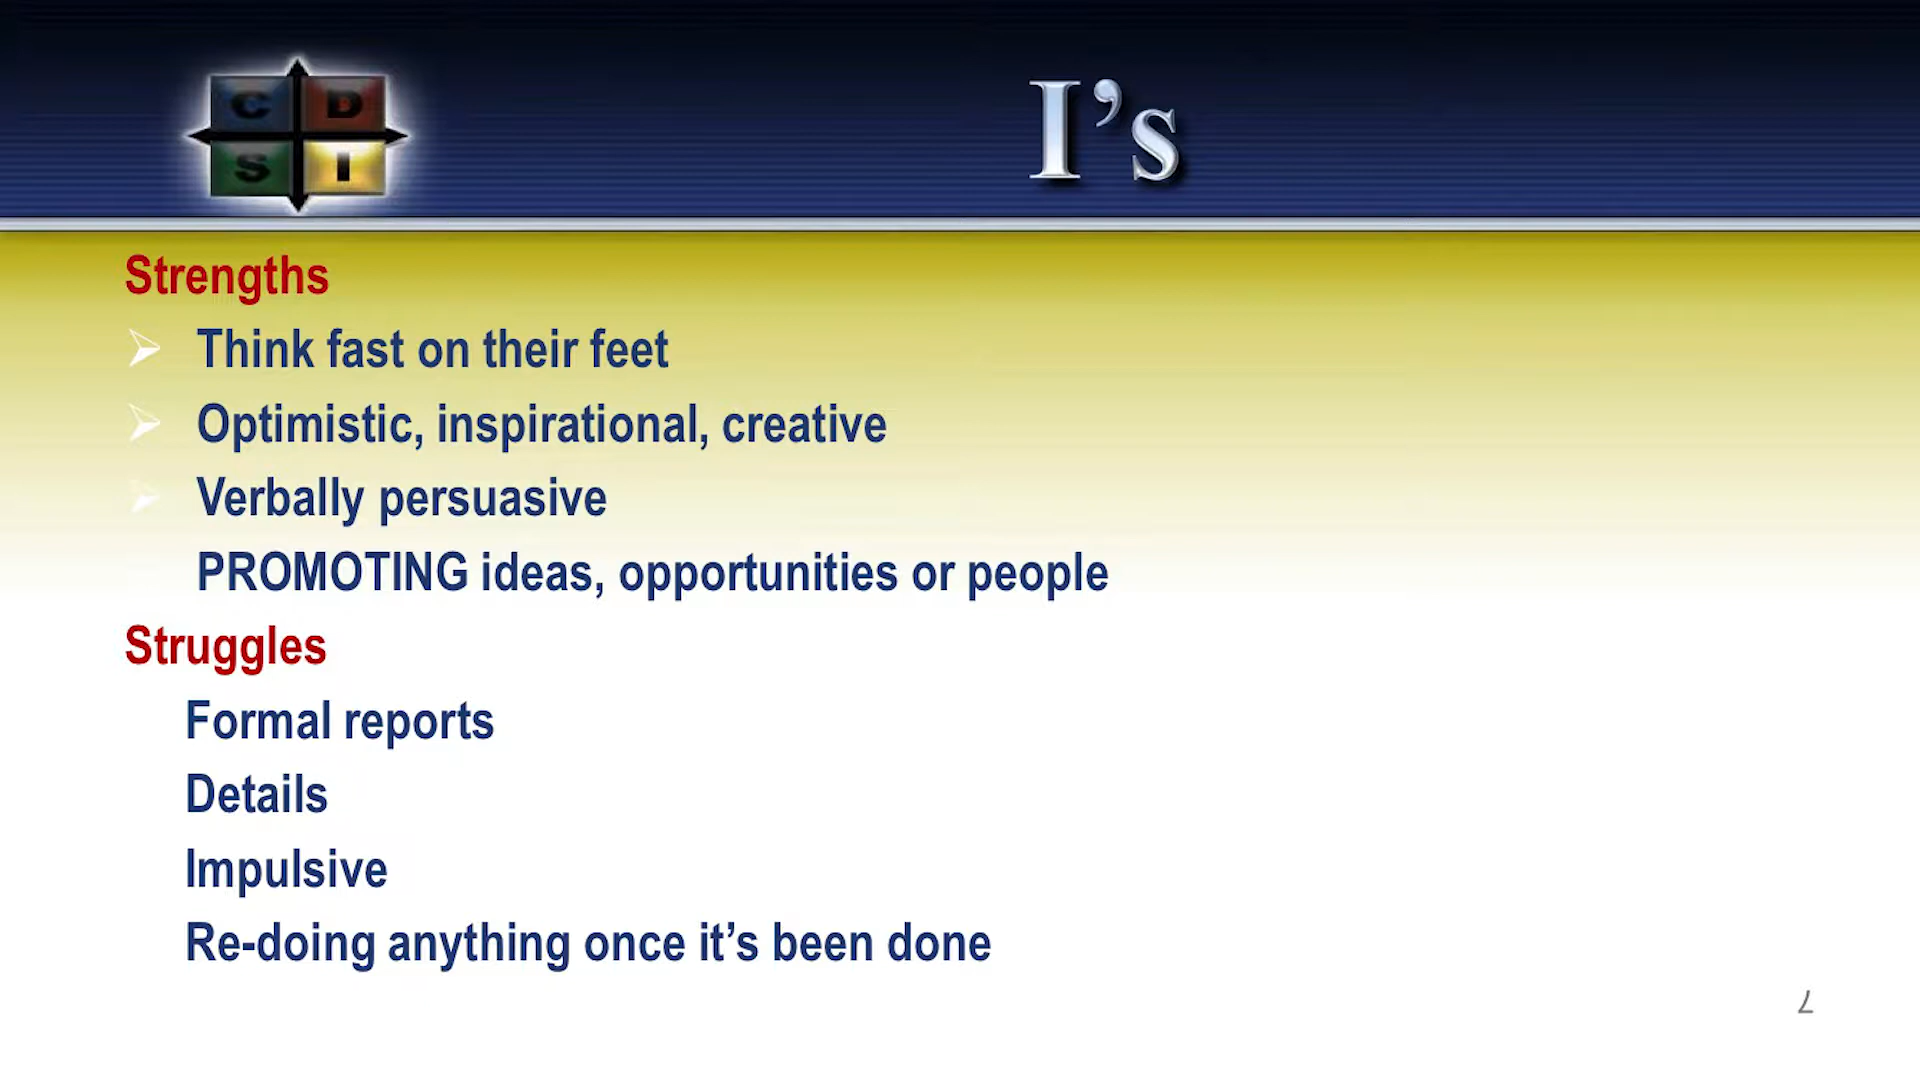 C D
S I
I’s
Strengths
Think fast on their feet
Optimistic, inspirational, creative
Verbally persuasive
PROMOTING ideas, opportunities or people
Struggles
Formal reports
Details
Impulsive
Re-doing anything once it’s been done